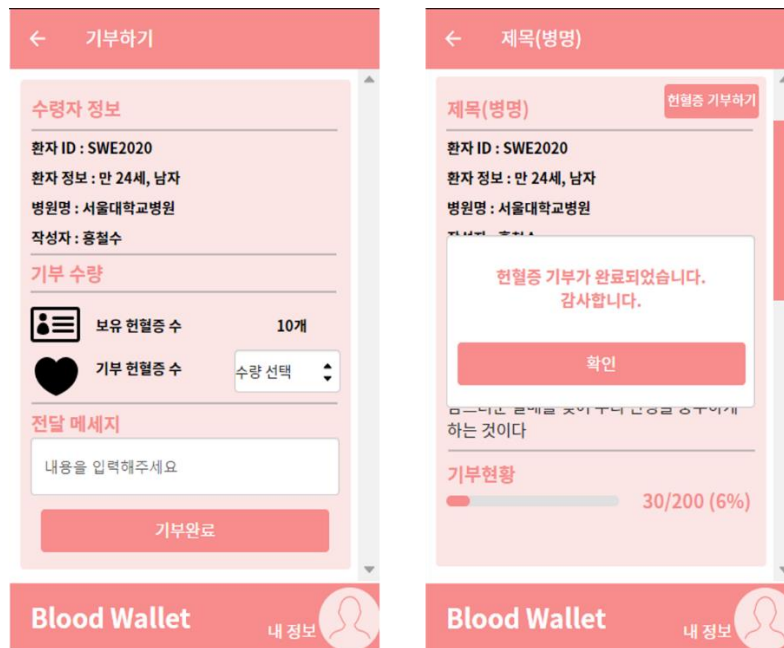 기부하기
수령자 정보
환자 ID : SWE2020
환자 정보 : 만 24세, 남자
병원명 : 서울대학교병원
작성자 : 홍철수
기부 수량
보유 헌혈증 수 10개
기부 헌혈증 수 수량 선택
전달 메세지
내용을 입력해주세요
기부완료
Blood Wallet 내 정보
제목(병명)
제목(병명) 헌혈증 기부하기
환자 ID : SWE2020
환자 정보 : 만 24세, 남자
병원명 : 서울대학교병원
헌혈증 기부가 완료되었습니다.
감사합니다.
확인
하는 것이다
기부현황
30/200 (6%)
Blood Wallet 내 정보